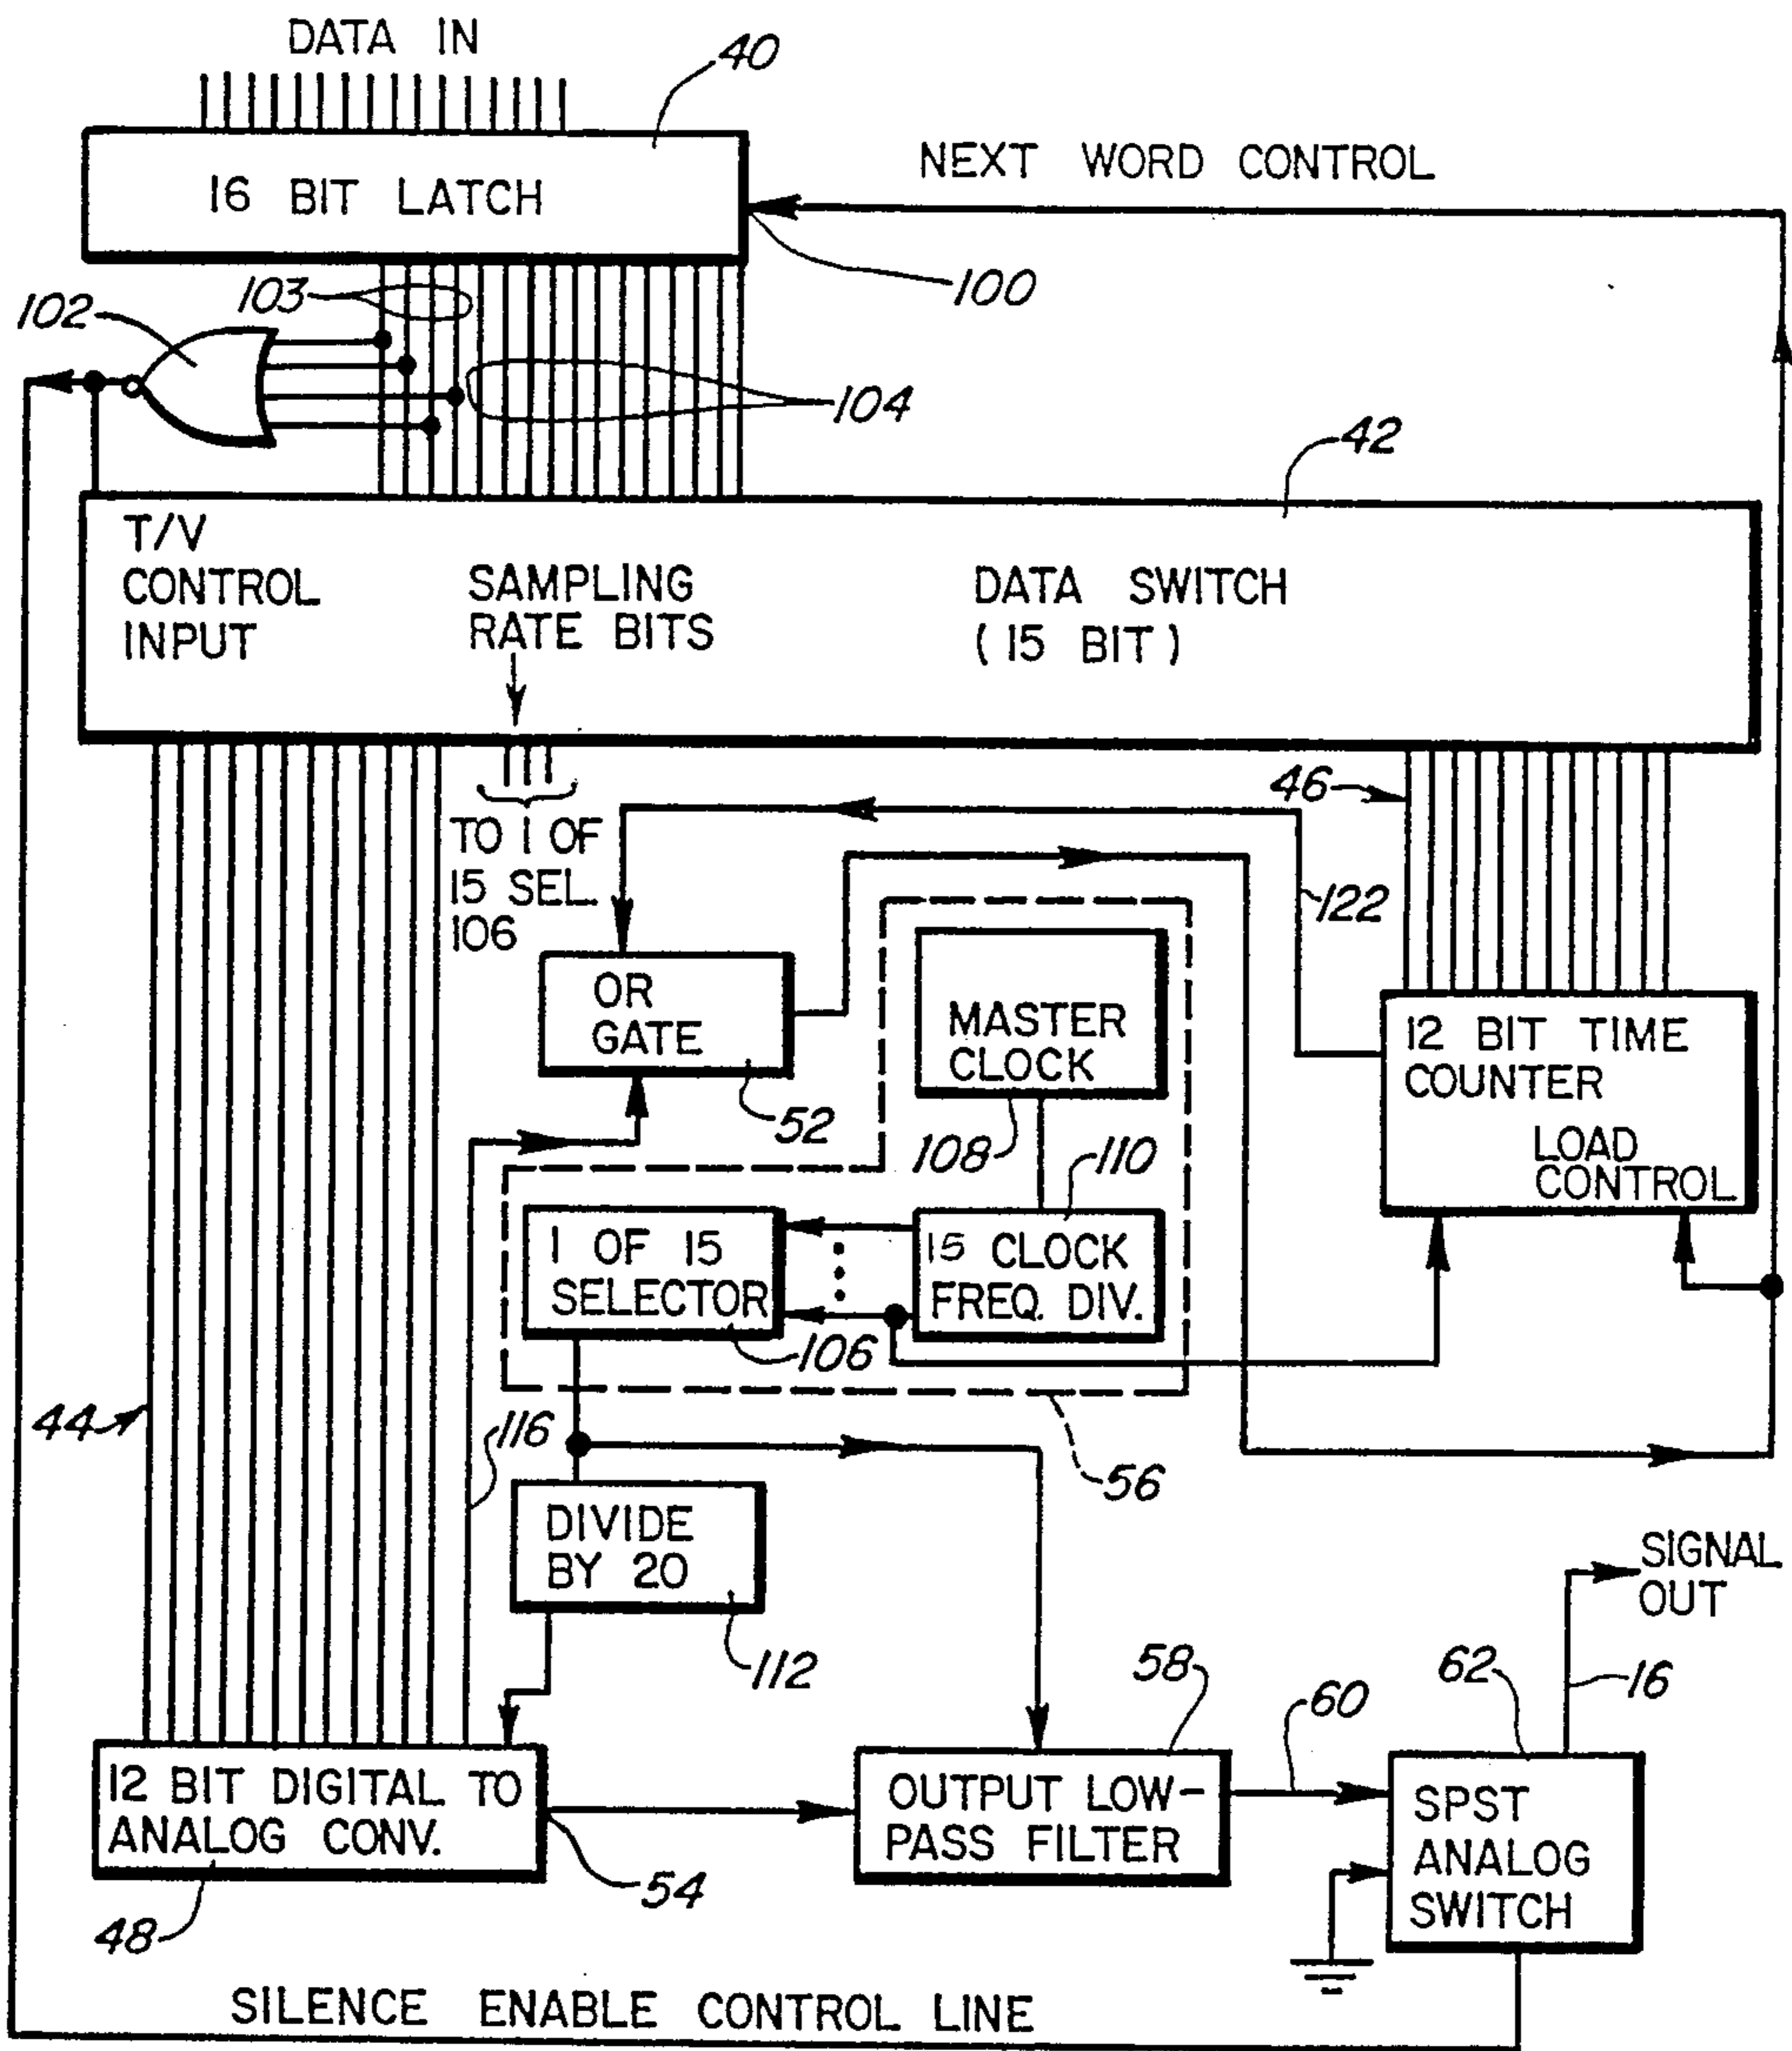 DATA IN
40
16 BIT LATCH
NEXT WORD CONTROL
100
103
102
104
42
T/V
CONTROL
INPUT
SAMPLING
RATE BITS
DATA SWITCH
(15 BIT)
46
TO 1 OF
15 SEL.
106
122
OR
GATE
52
MASTER
CLOCK
108
12 BIT TIME
COUNTER
LOAD
CONTROL
110
1 OF 15
SELECTOR
106
15 CLOCK
FREQ. DIV.
44
116
56
DIVIDE
BY 20
112
SIGNAL
OUT
16
58
60
62
12 BIT DIGITAL TO
ANALOG CONV.
48
54
OUTPUT LOW-
PASS FILTER
SPST
ANALOG
SWITCH
SILENCE ENABLE CONTROL LINE